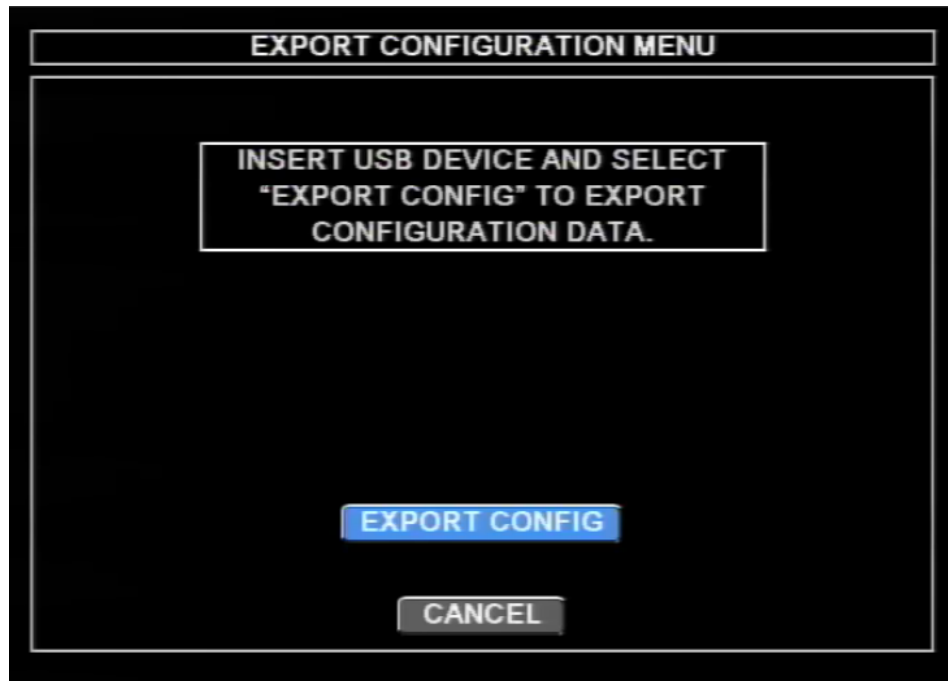 EXPORT CONFIGURATION MENU
INSERT USB DEVICE AND SELECT
“EXPORT CONFIG” TO EXPORT
CONFIGURATION DATA.
EXPORT CONFIG
CANCEL